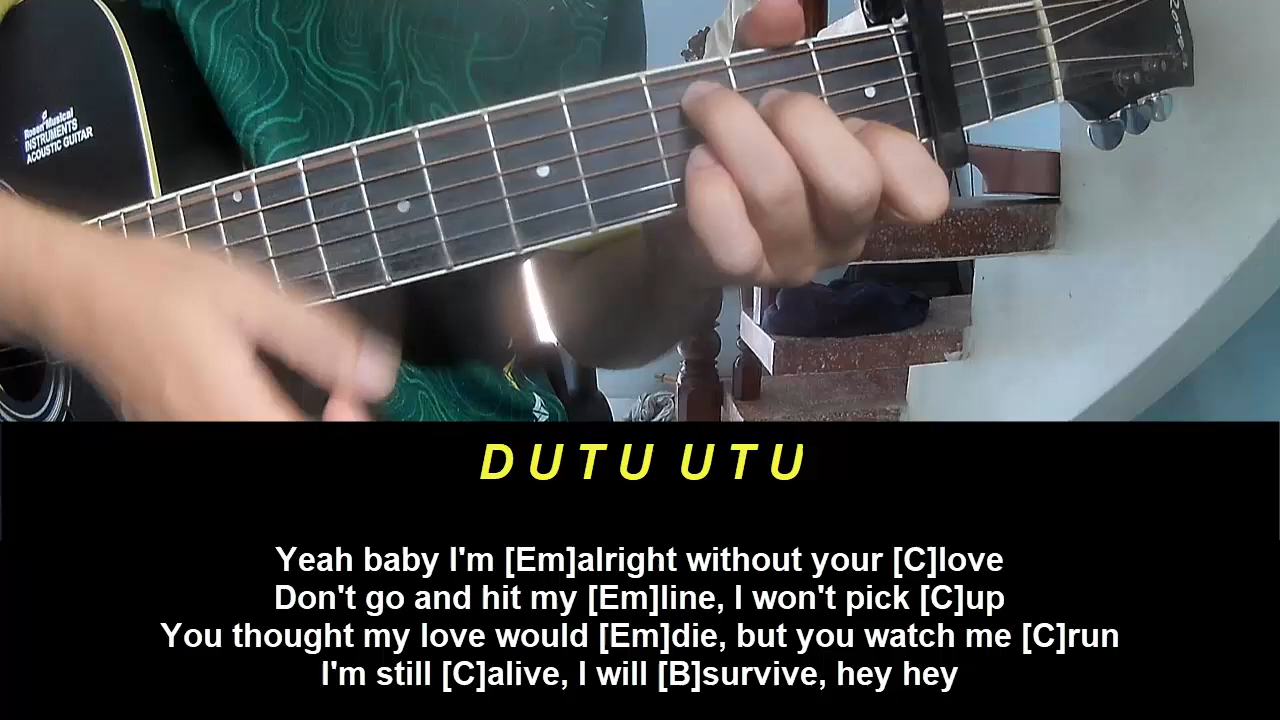 Rosen Musical
INSTRUMENTS
ACOUSTIC GUITAR
D U T U U T U
Yeah baby I'm [Em]alright without your [C]love
Don't go and hit my [Em]line, I won't pick [C]up
You thought my love would [Em]die, but you watch me [C]run
I'm still [C]alive, I will [B]survive, hey hey